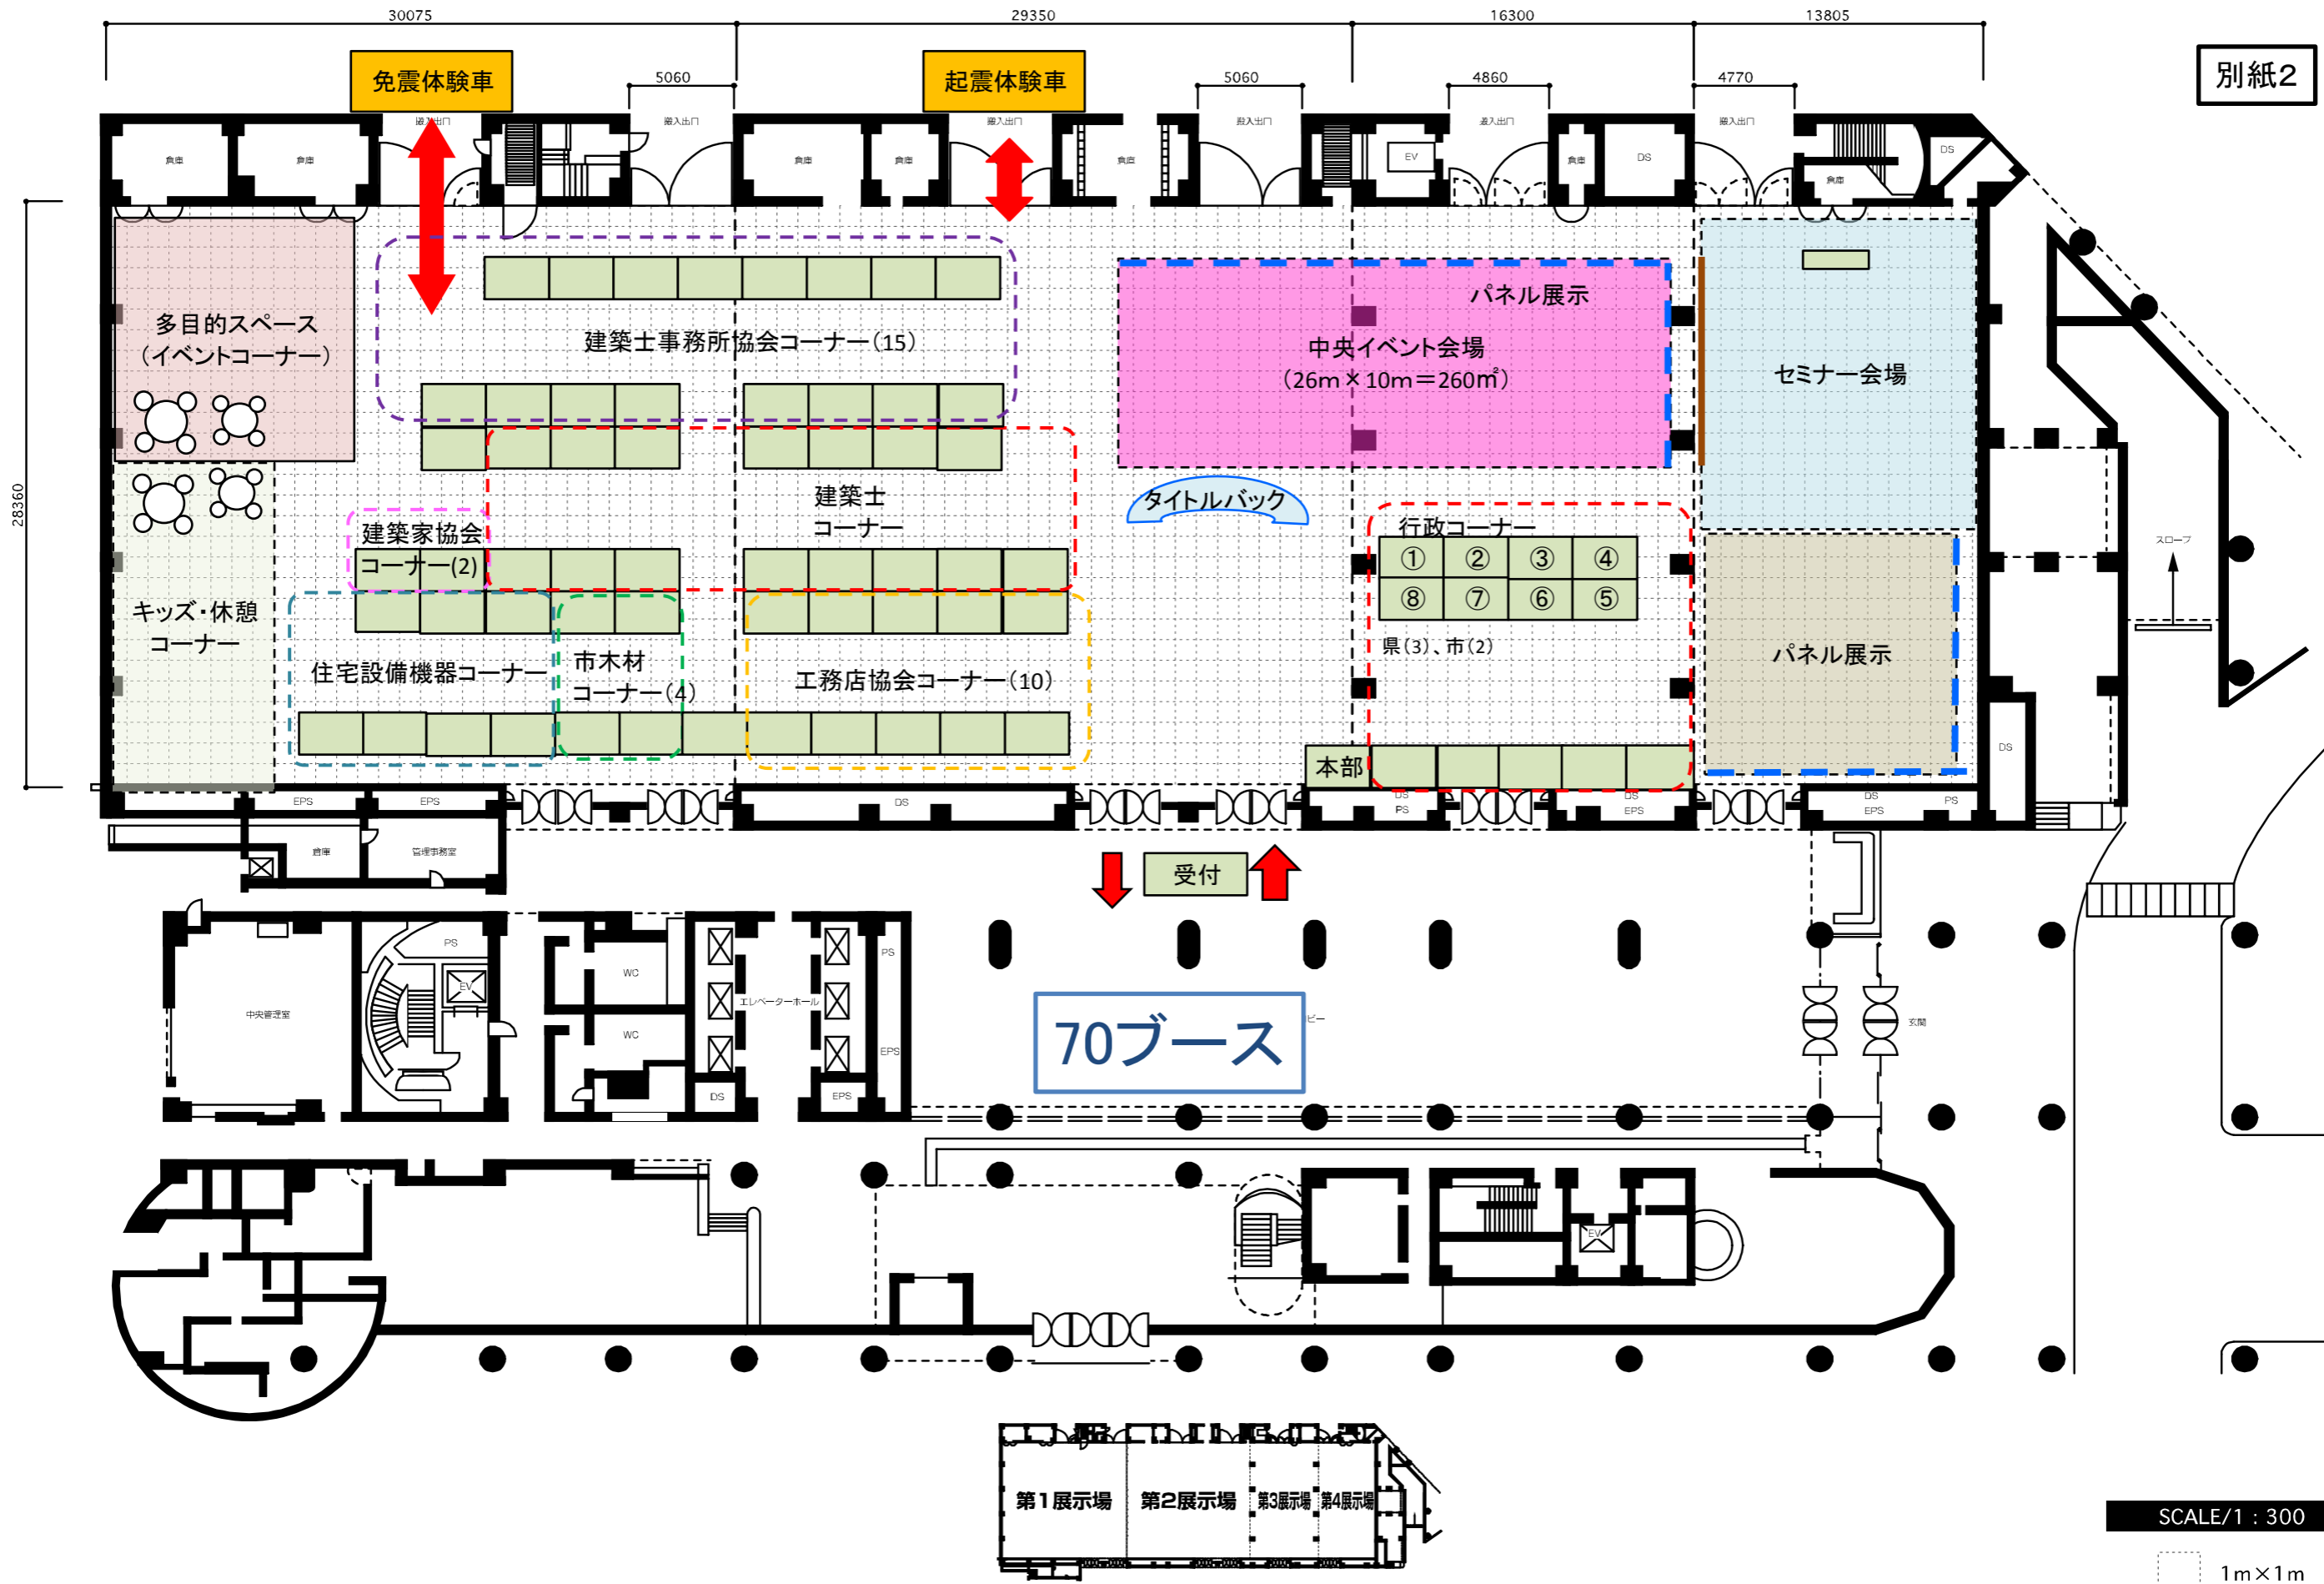 30075
29350
16300
13805
別紙2
免震体験車
5060
起震体験車
5060
4860
4770
搬入出口
搬入出口
搬入出口
搬入出口
搬入出口
搬入出口
倉庫
倉庫
倉庫
倉庫
倉庫
EV
倉庫
DS
倉庫
DS
28360
多目的スペース
(イベントコーナー)
建築士事務所協会コーナー(15)
パネル展示
中央イベント会場
(26m×10m=260㎡)
セミナー会場
建築士
コーナー
タイトルバック
建築家協会
コーナー(2)
行政コーナー
① ② ③ ④
⑧ ⑦ ⑥ ⑤
県(3)、市(2)
スロープ
キッズ・休憩
コーナー
住宅設備機器コーナー
市木材
コーナー(4)
工務店協会コーナー(10)
パネル展示
本部
DS
EPS
EPS
DS
DS
PS
DS
EPS
DS
EPS
PS
倉庫
管理事務室
受付
PS
EV
WC
WC
エレベーターホール
PS
EPS
DS
EPS
中央管理室
70ブース
ビー
玄関
EV
第1展示場
第2展示場
第3展示場
第4展示場
SCALE/1：300
1m×1m